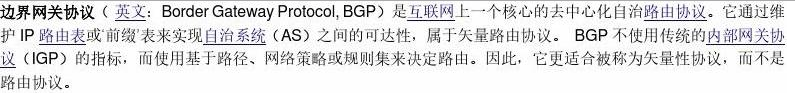 边界网关协议（ 英文：Border Gateway Protocol, BGP）是互联网上一个核心的去中心化自治路由协议。它通过维
护 IP 路由表或‘前缀’表来实现自治系统（AS）之间的可达性，属于矢量路由协议。 BGP 不使用传统的内部网关协
议（IGP）的指标，而使用基于路径、网络策略或规则集来决定路由。因此，它更适合被称为矢量性协议，而不是
路由协议。